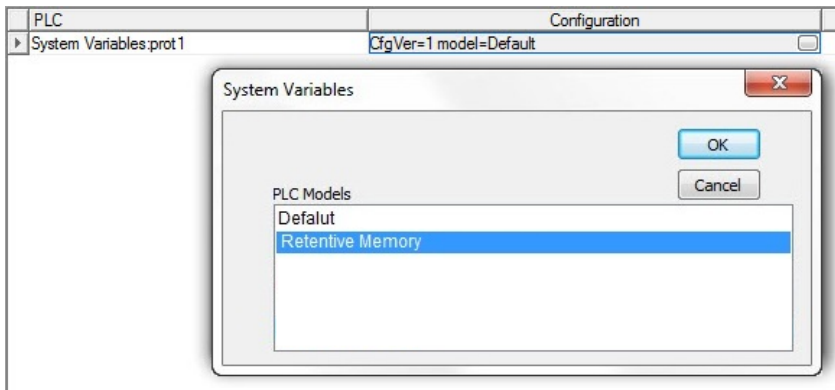 PLC Configuration
System Variables:prot1 CfgVer=1 model=Default
System Variables
OK
Cancel
PLC Models
Defalut
Retentive Memory